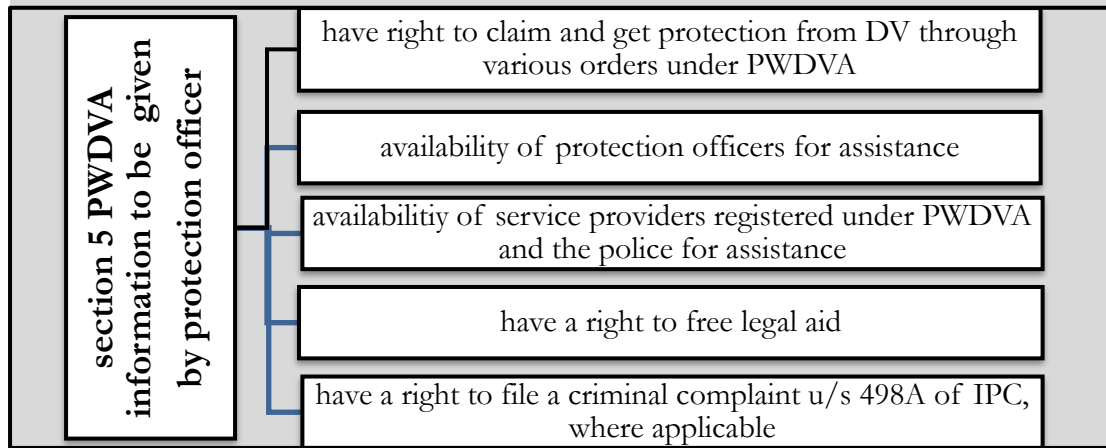 section 5 PWDVA
information to be given
by protection officer
have right to claim and get protection from DV through
various orders under PWDVA
availability of protection officers for assistance
availabilitiy of service providers registered under PWDVA
and the police for assistance
have a right to free legal aid
have a right to file a criminal complaint u/s 498A of IPC,
where applicable